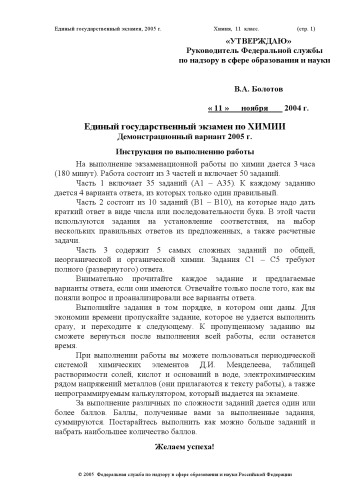 Единый государственный экзамен, 2005 г. Химия, 11 класс. (стр. 1)
«УТВЕРЖДАЮ»
Руководитель Федеральной службы
по надзору в сфере образования и науки
В.А. Болотов
« 11 » ноября 2004 г.
Единый государственный экзамен по ХИМИИ
Демонстрационный вариант 2005 г.
Инструкция по выполнению работы
На выполнение экзаменационной работы по химии дается 3 часа
(180 минут). Работа состоит из 3 частей и включает 50 заданий.
Часть 1 включает 35 заданий (А1 – А35). К каждому заданию
дается 4 варианта ответа, из которых только один правильный.
Часть 2 состоит из 10 заданий (В1 – В10), на которые надо дать
краткий ответ в виде числа или последовательности букв. В этой части
используются задания на установление соответствия, на выбор
нескольких правильных ответов из предложенных, а также расчетные
задачи.
Часть 3 содержит 5 самых сложных заданий по общей,
неорганической и органической химии. Задания С1 – С5 требуют
полного (развернутого) ответа.
Внимательно прочитайте каждое задание и предлагаемые
варианты ответа, если они имеются. Отвечайте только после того, как вы
поняли вопрос и проанализировали все варианты ответа.
Выполняйте задания в том порядке, в котором они даны. Для
экономии времени пропускайте задание, которое не удается выполнить
сразу, и переходите к следующему. К пропущенному заданию вы
сможете вернуться после выполнения всей работы, если останется
время.
При выполнении работы вы можете пользоваться периодической
системой химических элементов Д.И. Менделеева, таблицей
растворимости солей, кислот и оснований в воде, электрохимическим
рядом напряжений металлов (они прилагаются к тексту работы), а также
непрограммируемым калькулятором, который выдается на экзамене.
За выполнение различных по сложности заданий дается один или
более баллов. Баллы, полученные вами за выполненные задания,
суммируются. Постарайтесь выполнить как можно больше заданий и
набрать наибольшее количество баллов.
Желаем успеха!
© 2005 Федеральная служба по надзору в сфере образования и науки Российской Федерации